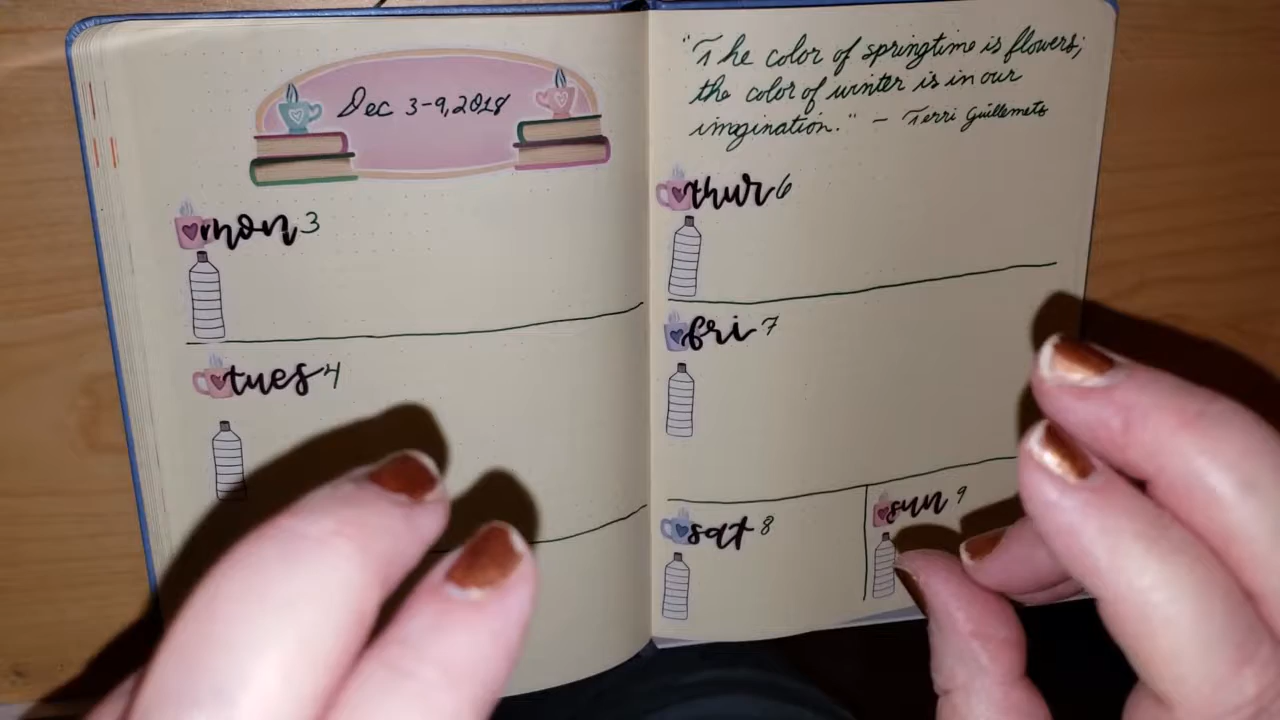 Dec 3-9, 2018
mon 3
tues 4
"The color of springtime is flowers;
the color of winter is in our
imagination." - Terri Guillemets
thur 6
fri 7
sat 8
sun 9